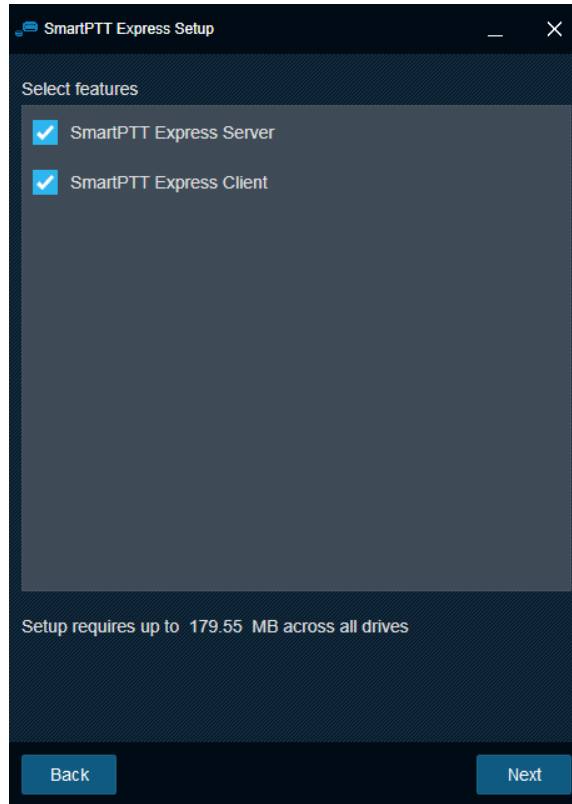 SmartPTT Express Setup
Select features
SmartPTT Express Server
SmartPTT Express Client
Setup requires up to 179.55 MB across all drives
Back
Next